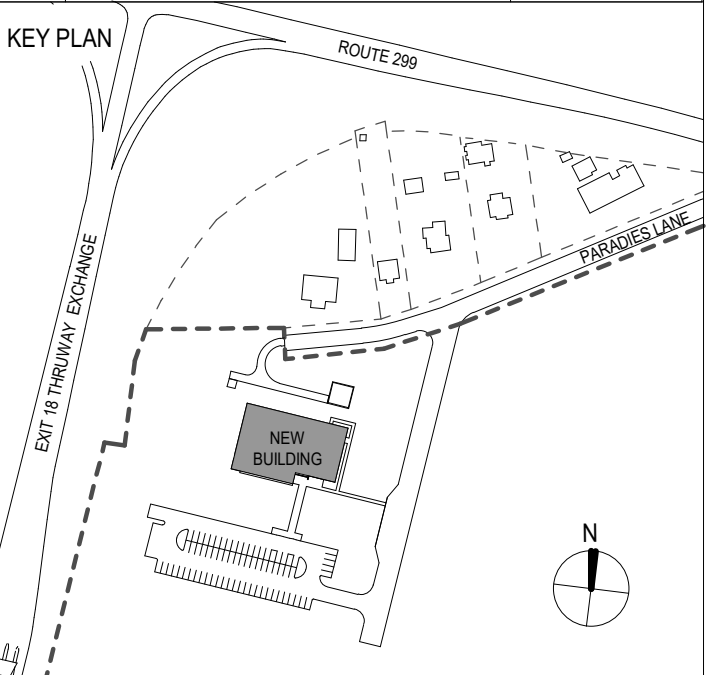 KEY PLAN
ROUTE 299
PARADIES LANE
EXIT 18 THRUWAY EXCHANGE
NEW
BUILDING
N